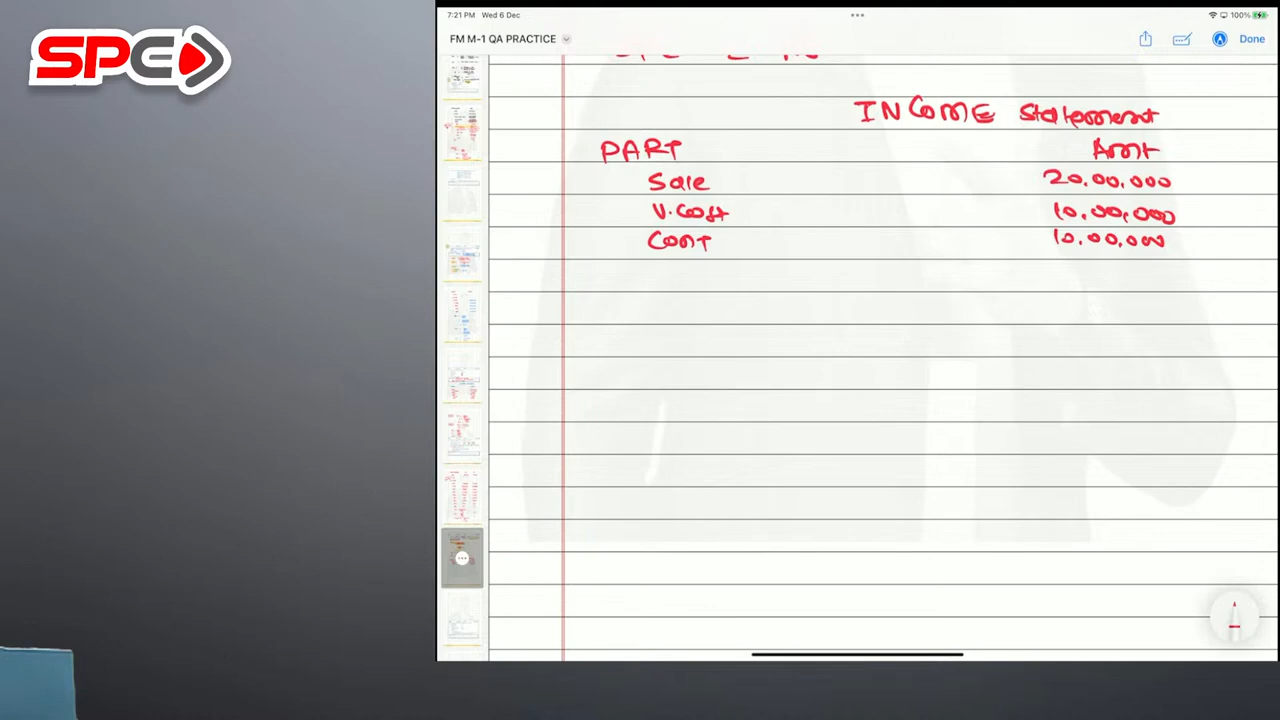 SPE
7:21 PM Wed 6 Dec
100%
FM M-1 QA PRACTICE
Done
INCOME Statement
PART Amt
Sale 20,00,000
V.Cost 10,00,000
Cont 10,00,000